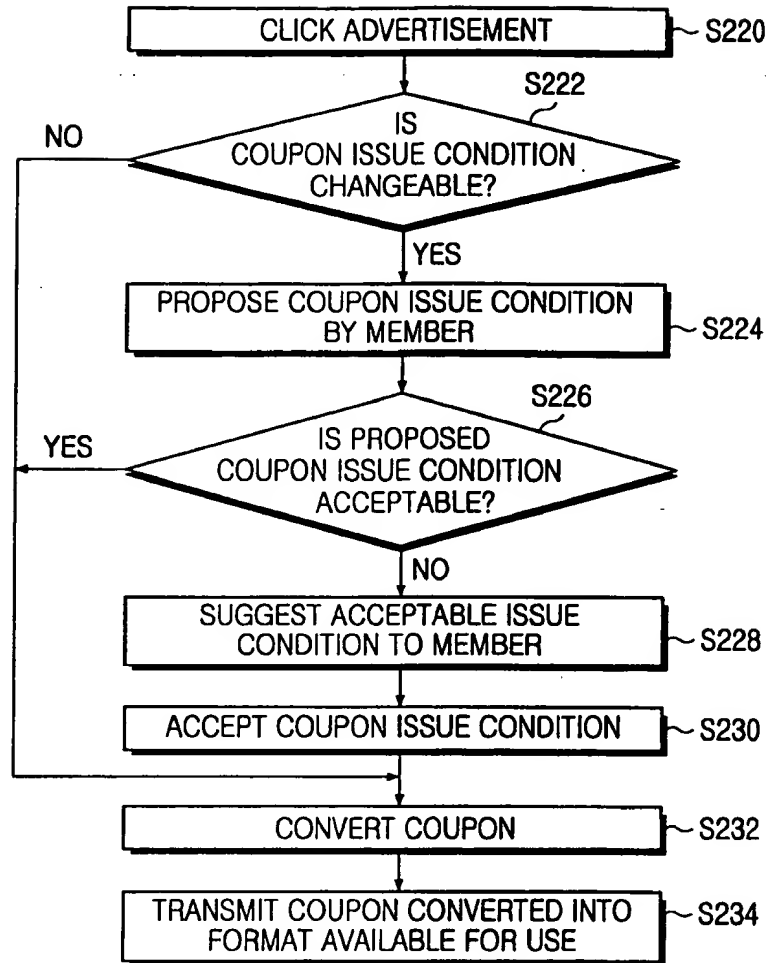 CLICK ADVERTISEMENT
S220
S222
IS
COUPON ISSUE CONDITION
CHANGEABLE?
NO
YES
PROPOSE COUPON ISSUE CONDITION
BY MEMBER
S224
S226
IS PROPOSED
COUPON ISSUE CONDITION
ACCEPTABLE?
YES
NO
SUGGEST ACCEPTABLE ISSUE
CONDITION TO MEMBER
S228
ACCEPT COUPON ISSUE CONDITION
S230
CONVERT COUPON
S232
TRANSMIT COUPON CONVERTED INTO
FORMAT AVAILABLE FOR USE
S234